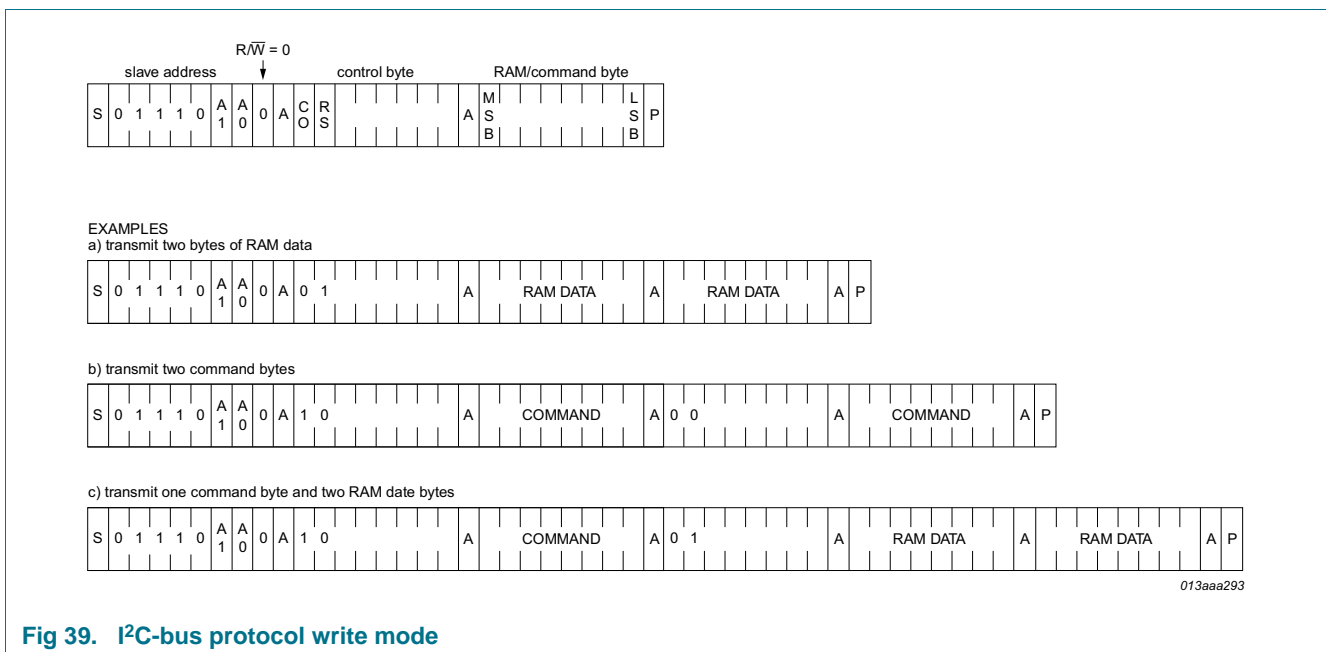 R/W̅ = 0
slave address control byte RAM/command byte
S 0 1 1 1 0 A1 A0 0 A CO RS A MSB LSB P
EXAMPLES
a) transmit two bytes of RAM data
S 0 1 1 1 0 A1 A0 0 A 0 1 A RAM DATA A RAM DATA A P
b) transmit two command bytes
S 0 1 1 1 0 A1 A0 0 A 1 0 A COMMAND A 0 0 A COMMAND A P
c) transmit one command byte and two RAM date bytes
S 0 1 1 1 0 A1 A0 0 A 1 0 A COMMAND A 0 1 A RAM DATA A RAM DATA A P
013aaa293
Fig 39. I²C-bus protocol write mode